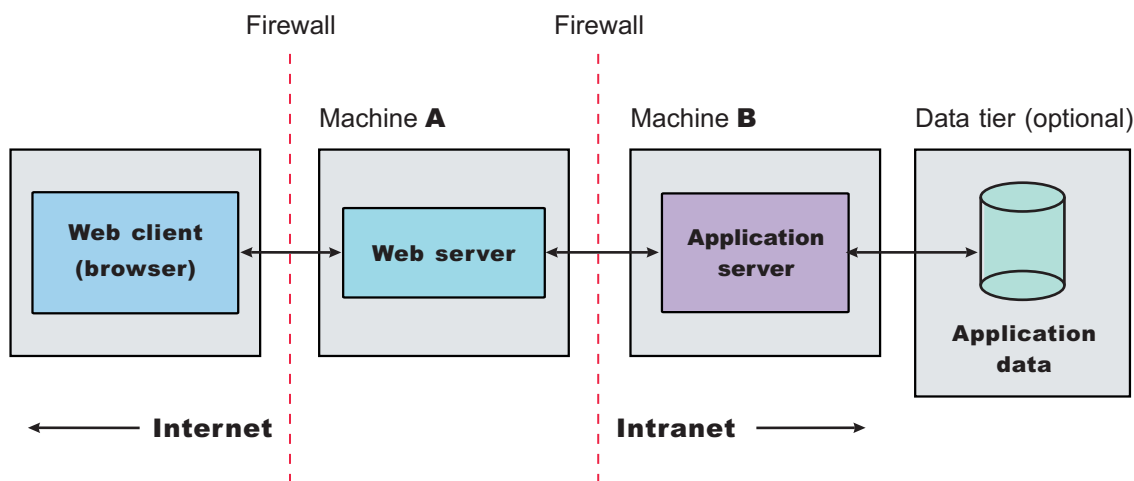 Firewall
Firewall
Machine A
Machine B
Data tier (optional)
Web client
(browser)
Web server
Application
server
Application
data
Internet
Intranet